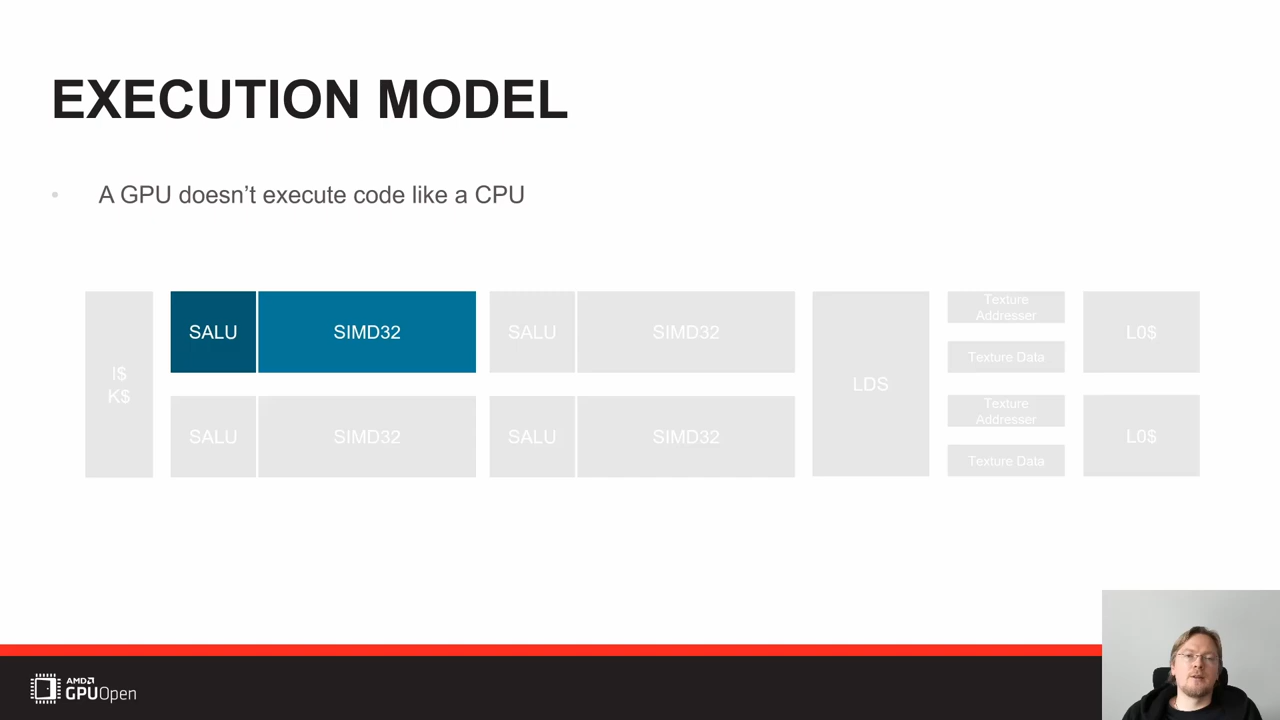 EXECUTION MODEL
• A GPU doesn’t execute code like a CPU
I$
K$
SALU
SIMD32
SALU
SIMD32
SALU
SIMD32
SALU
SIMD32
LDS
Texture
Addresser
Texture Data
Texture
Addresser
Texture Data
L0$
L0$
AMD
GPUOpen